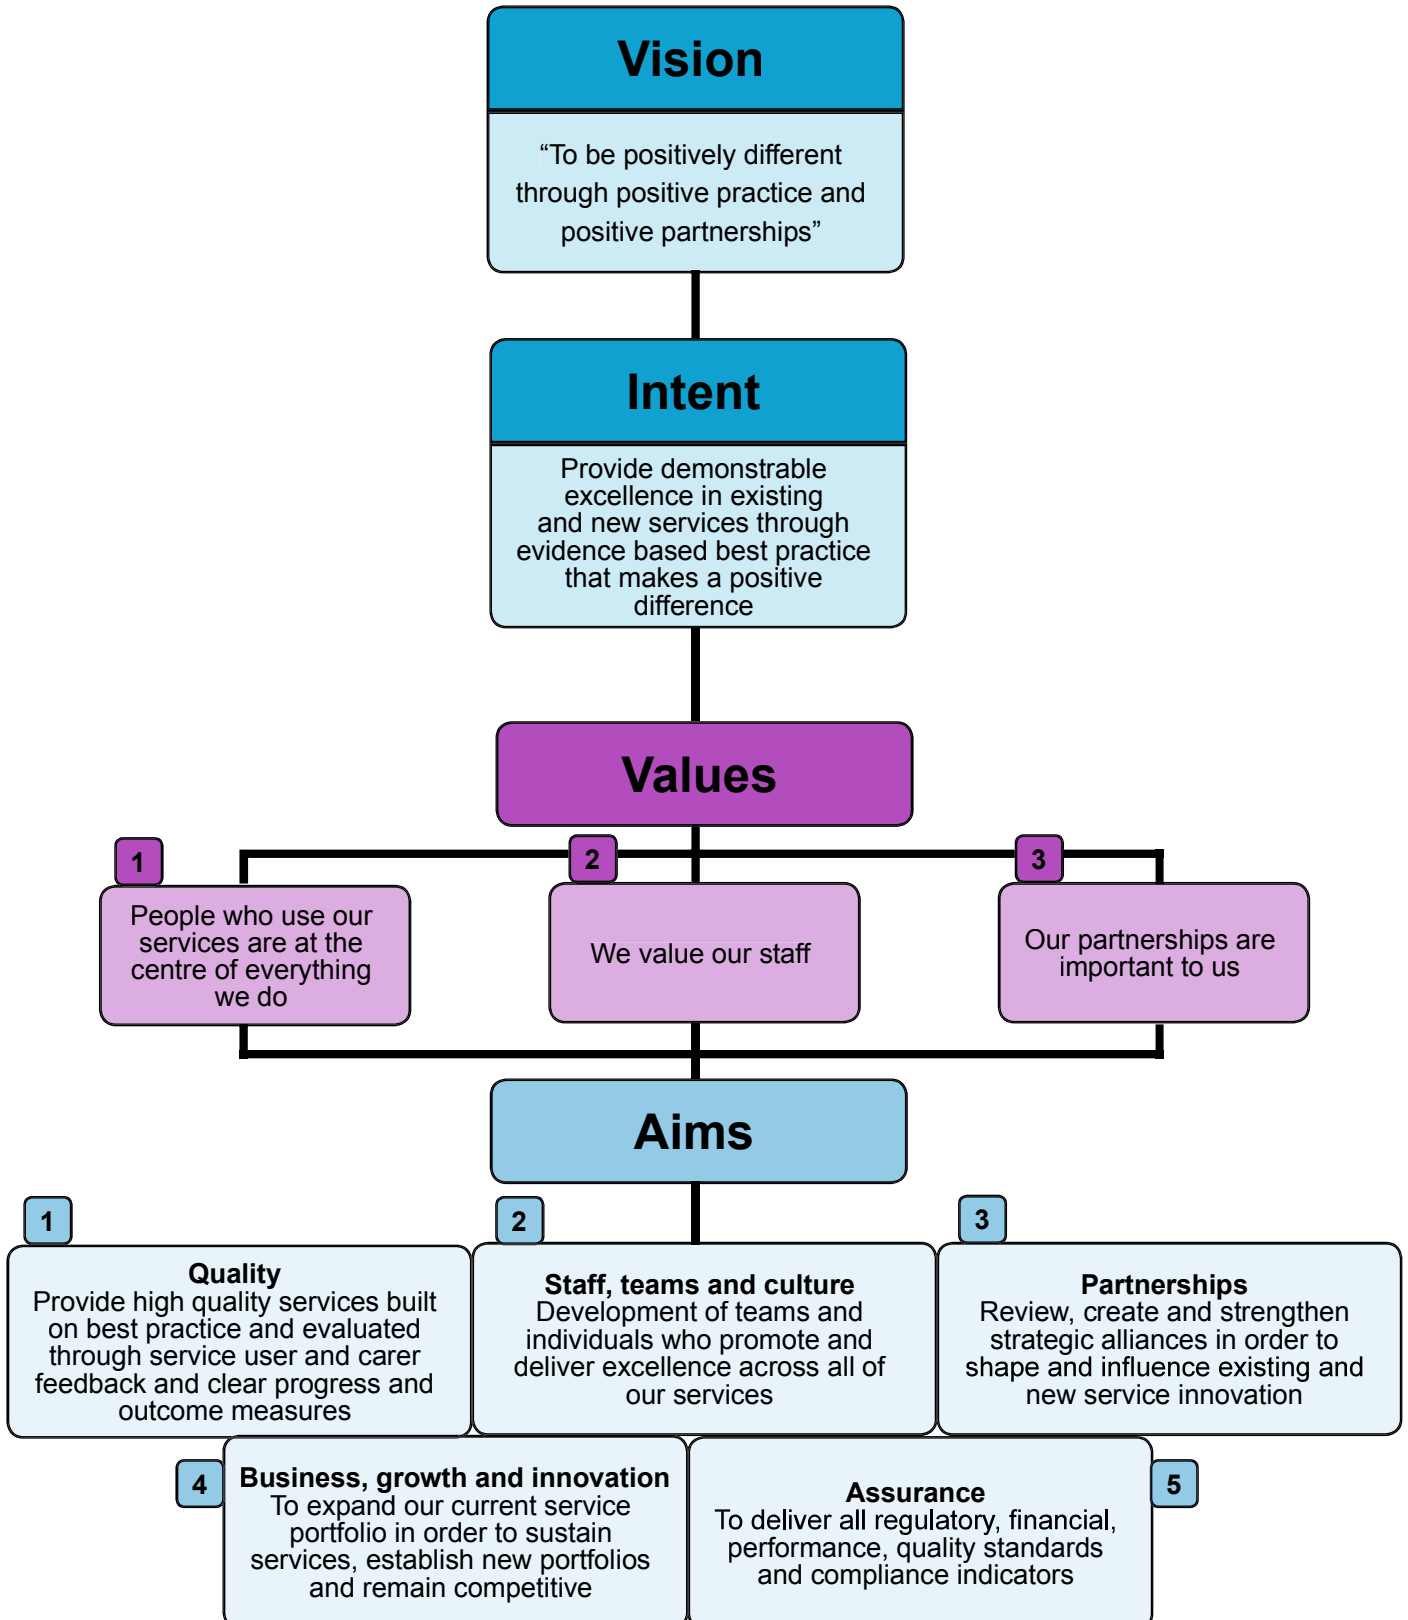 Vision
“To be positively different
through positive practice and
positive partnerships”
Intent
Provide demonstrable
excellence in existing
and new services through
evidence based best practice
that makes a positive
difference
Values
1
People who use our
services are at the
centre of everything
we do
2
We value our staff
3
Our partnerships are
important to us
Aims
1
Quality
Provide high quality services built
on best practice and evaluated
through service user and carer
feedback and clear progress and
outcome measures
2
Staff, teams and culture
Development of teams and
individuals who promote and
deliver excellence across all of
our services
3
Partnerships
Review, create and strengthen
strategic alliances in order to
shape and influence existing and
new service innovation
4
Business, growth and innovation
To expand our current service
portfolio in order to sustain
services, establish new portfolios
and remain competitive
5
Assurance
To deliver all regulatory, financial,
performance, quality standards
and compliance indicators